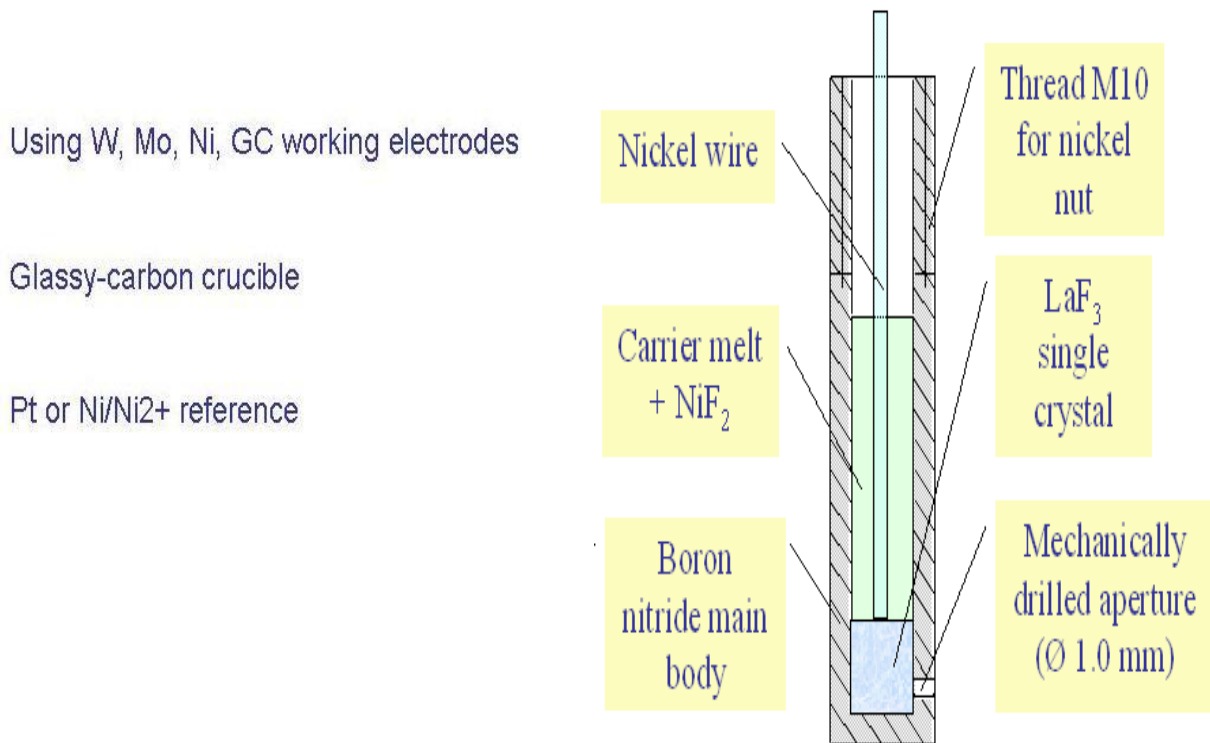 Using W, Mo, Ni, GC working electrodes
Glassy-carbon crucible
Pt or Ni/Ni2+ reference
Nickel wire
Carrier melt
+ NiF₂
Boron
nitride main
body
Thread M10
for nickel
nut
LaF₃
single
crystal
Mechanically
drilled aperture
(Ø 1.0 mm)